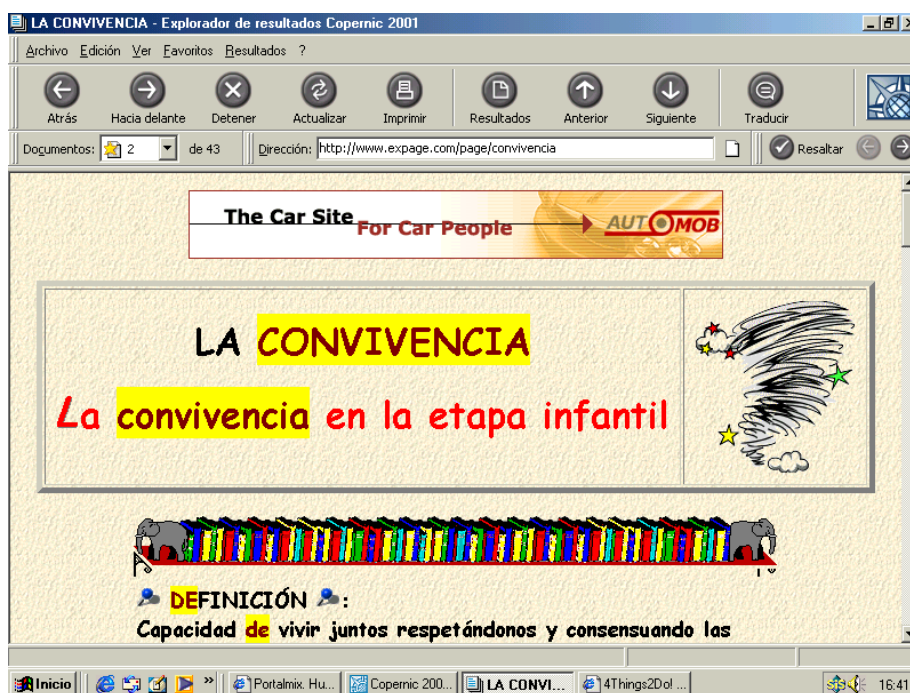 LA CONVIVENCIA - Explorador de resultados Copernic 2001
Archivo Edición Ver Favoritos Resultados ?
Atrás Hacia delante Detener Actualizar Imprimir Resultados Anterior Siguiente Traducir
Documentos: 2 de 43 Dirección: http://www.expage.com/page/convivencia Resaltar
The Car Site For Car People AUTOMOB
LA CONVIVENCIA
La convivencia en la etapa infantil
DEFINICIÓN :
Capacidad de vivir juntos respetándonos y consensuando las
Inicio » Portalmix. Hu... Copernic 200... LA CONVI... 4Things2Do! ... 16:41